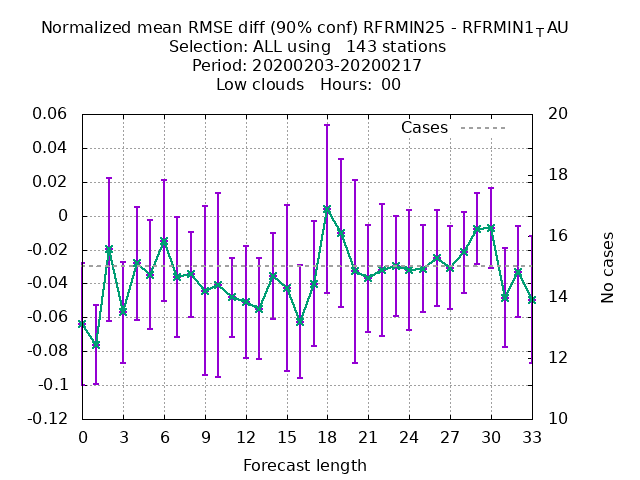 Normalized mean RMSE diff (90% conf) RFRMIN25 - RFRMIN1_TAU
Selection: ALL using   143 stations
Period: 20200203-20200217
Low clouds   Hours:  00
0.06
0.04
0.02
0
-0.02
-0.04
-0.06
-0.08
-0.1
-0.12
Cases
20
18
16
14
12
10
No cases
0 3 6 9 12 15 18 21 24 27 30 33
Forecast length